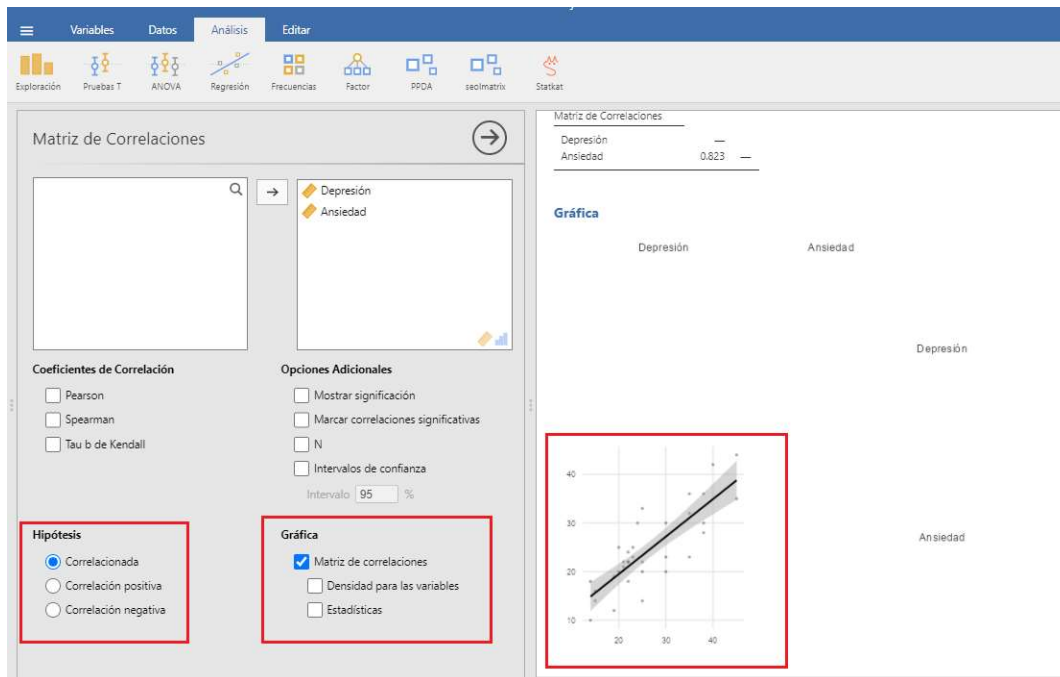 Variables Datos Análisis Editar
Exploración Pruebas T ANOVA Regresión Frecuencias Factor PPDA seolmatrix Statkat
Matriz de Correlaciones
Depresión
Ansiedad
Coeficientes de Correlación
Pearson
Spearman
Tau b de Kendall
Opciones Adicionales
Mostrar significación
Marcar correlaciones significativas
N
Intervalos de confianza
Intervalo 95 %
Hipótesis
Correlacionada
Correlación positiva
Correlación negativa
Gráfica
Matriz de correlaciones
Densidad para las variables
Estadísticas
Matriz de Correlaciones
Depresión —
Ansiedad 0.823 —
Gráfica
Depresión Ansiedad
Depresión
40
30
20
10
20 30 40
Ansiedad